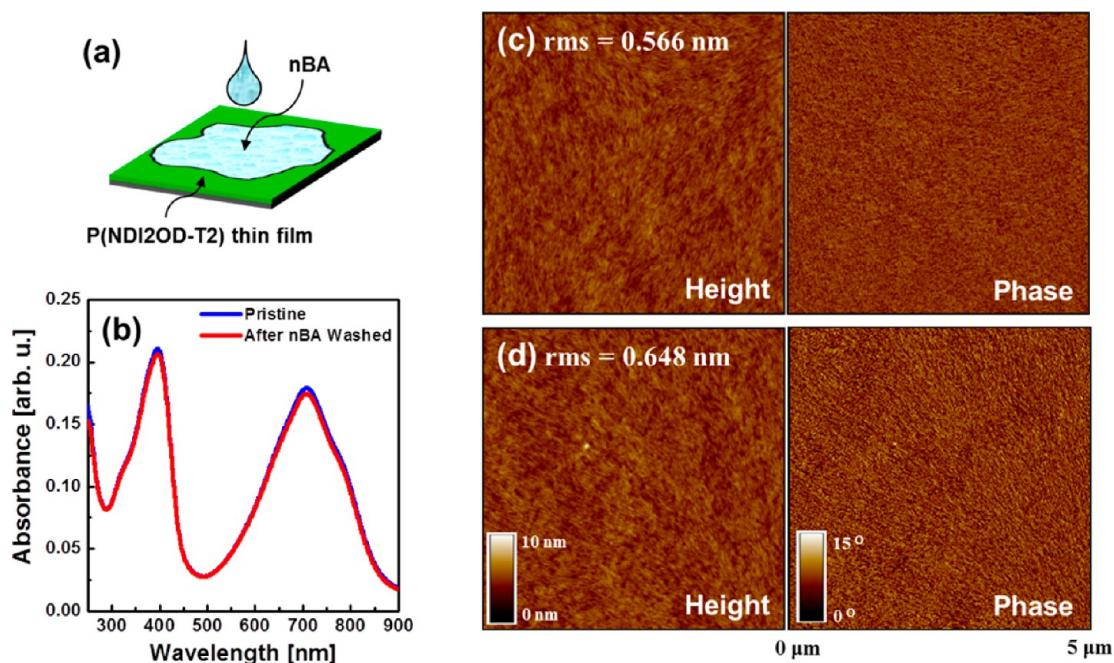 (a)
nBA
P(NDI2OD-T2) thin film
(b)
Pristine
After nBA Washed
Absorbance [arb. u.]
0.25
0.20
0.15
0.10
0.05
0.00
300 400 500 600 700 800 900
Wavelength [nm]
(c) rms = 0.566 nm
Height
Phase
(d) rms = 0.648 nm
10 nm
0 nm
Height
15 º
0 º
Phase
0 µm
5 µm